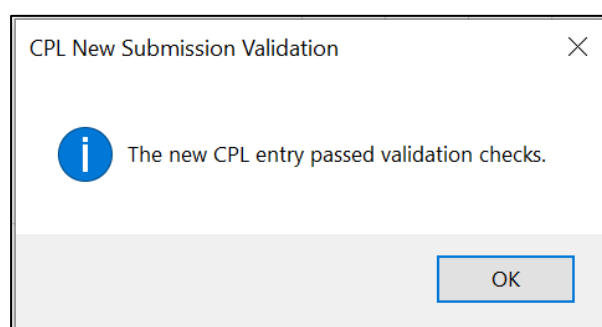 CPL New Submission Validation
The new CPL entry passed validation checks.
OK